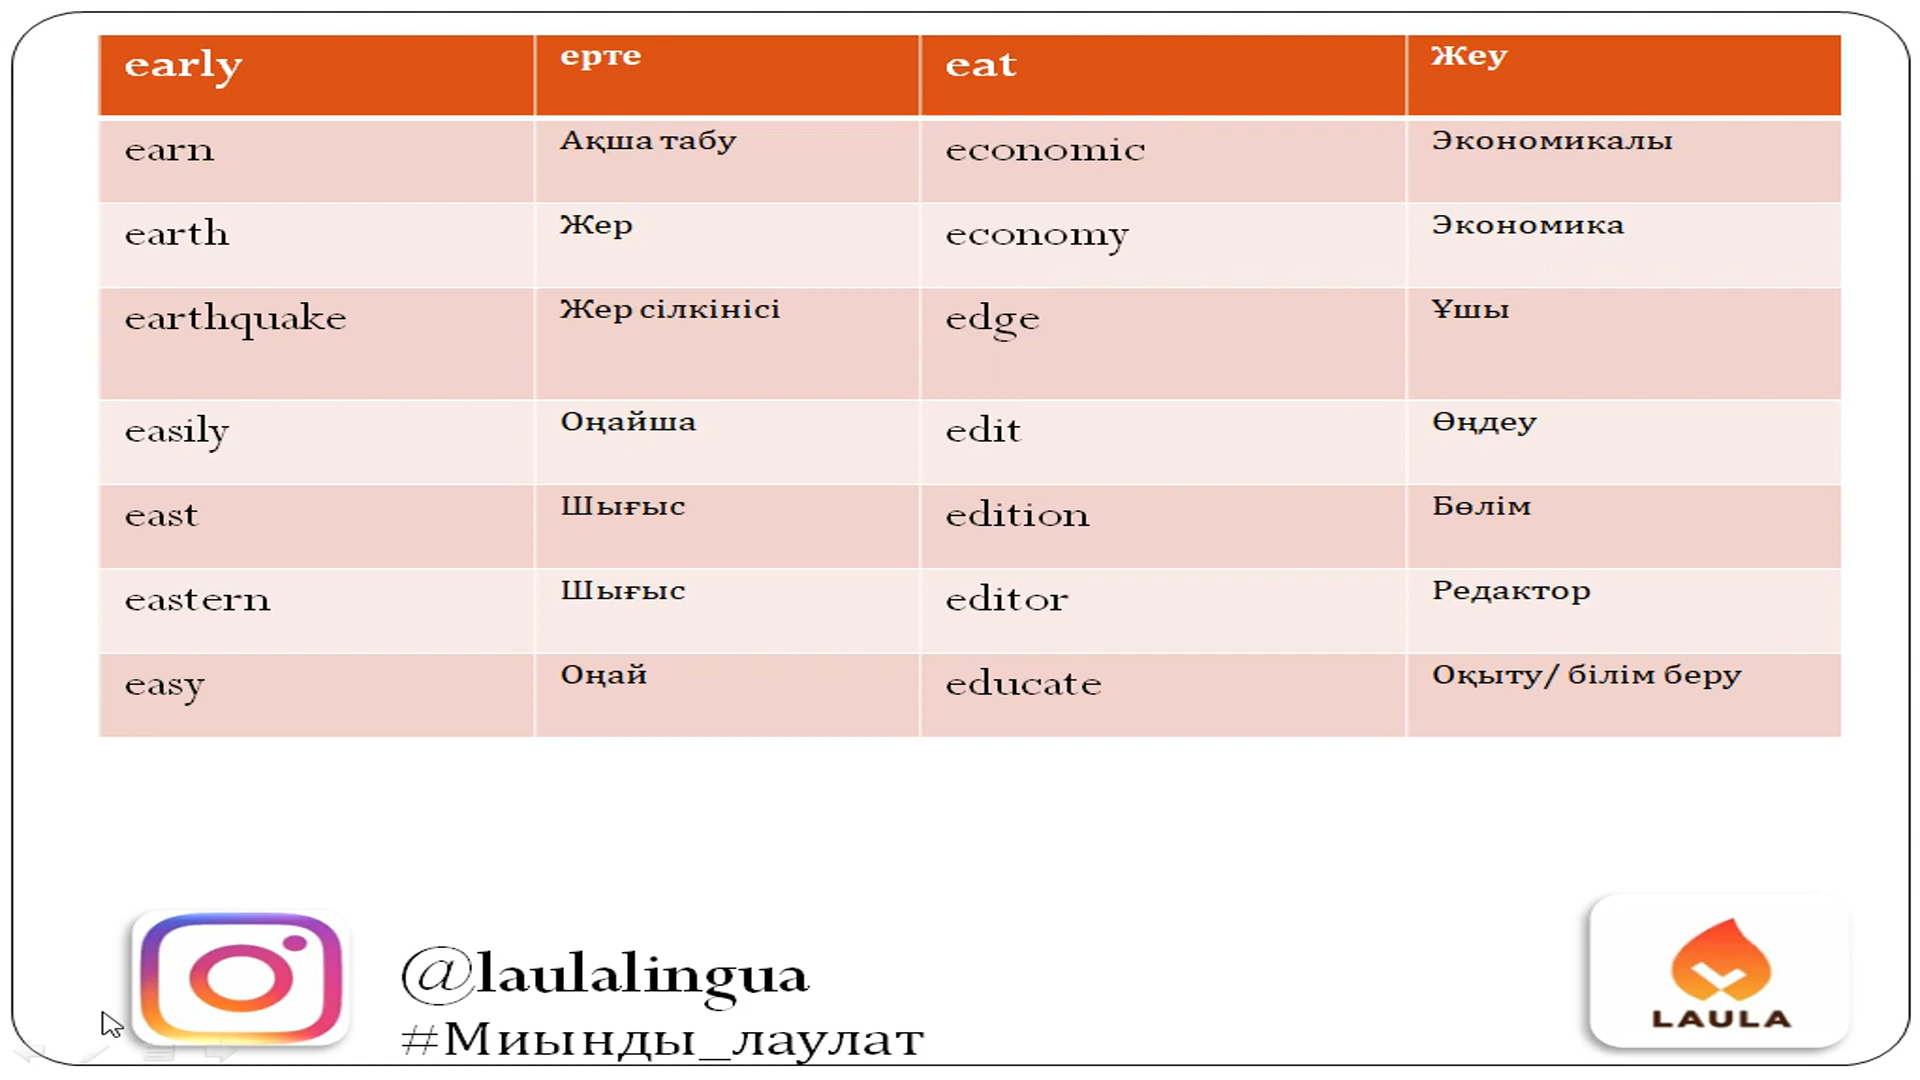 early ерте eat Жеу
earn Ақша табу economic Экономикалы
earth Жер economy Экономика
earthquake Жер сілкінісі edge Ұшы
easily Оңайша edit Өңдеу
east Шығыс edition Бөлім
eastern Шығыс editor Редактор
easy Оңай educate Оқыту/ білім беру
@laulalingua
#Миынды_лаулат
LAULA